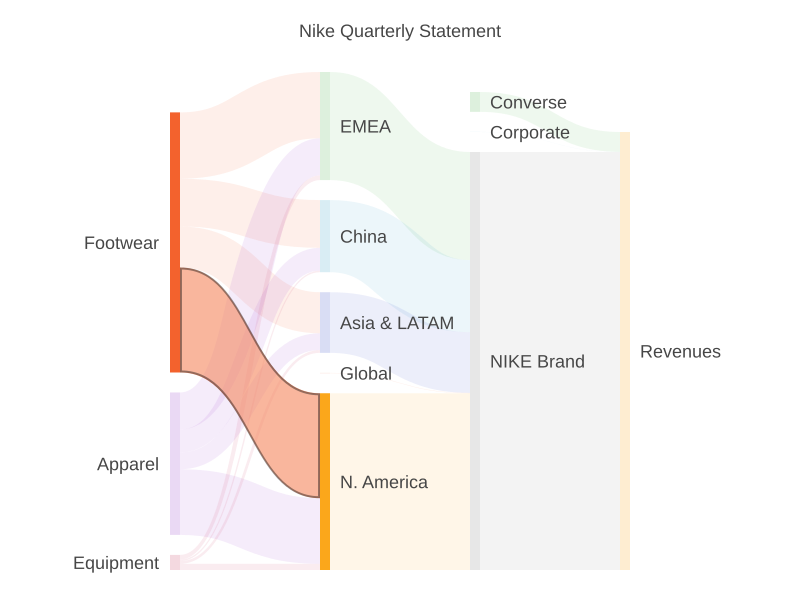 Nike Quarterly Statement
Converse
EMEA
Corporate
China
Footwear
Asia & LATAM
Revenues
NIKE Brand
Global
Apparel
N. America
Equipment